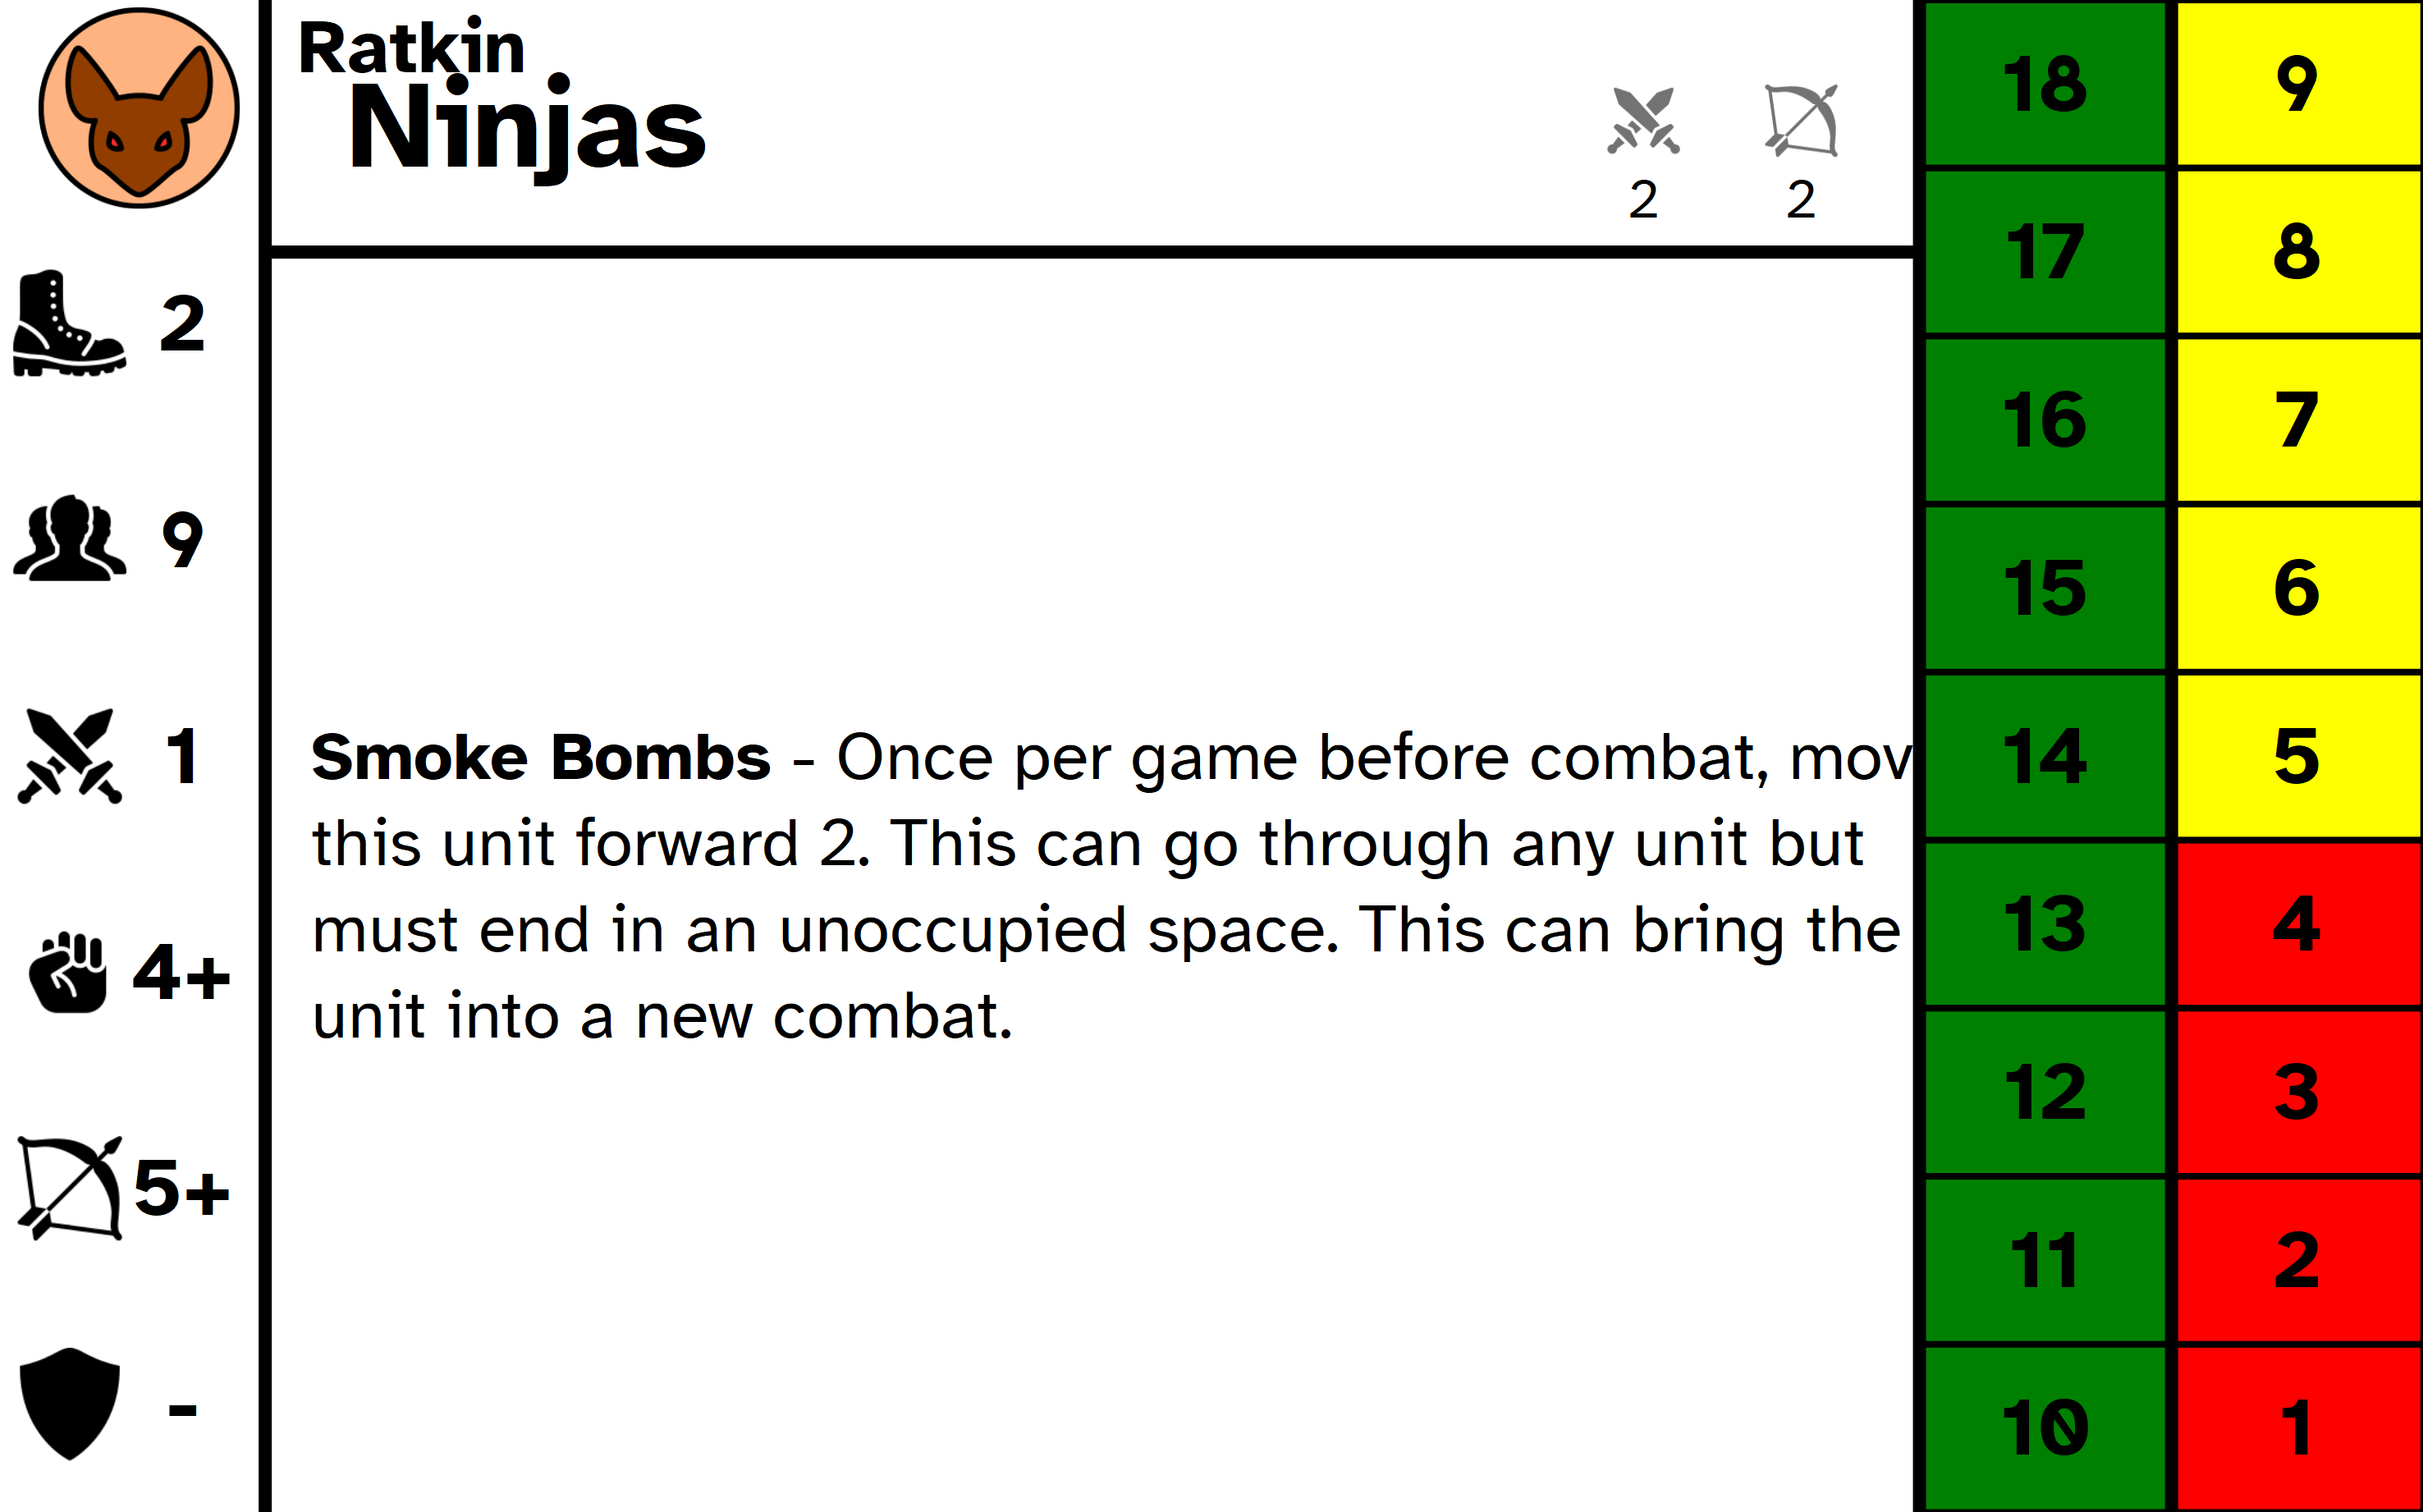 Ratkin
Ninjas
2 2
2
9
1
4+
5+
-
Smoke Bombs - Once per game before combat, mov
this unit forward 2. This can go through any unit but
must end in an unoccupied space. This can bring the
unit into a new combat.
18 9
17 8
16 7
15 6
14 5
13 4
12 3
11 2
10 1